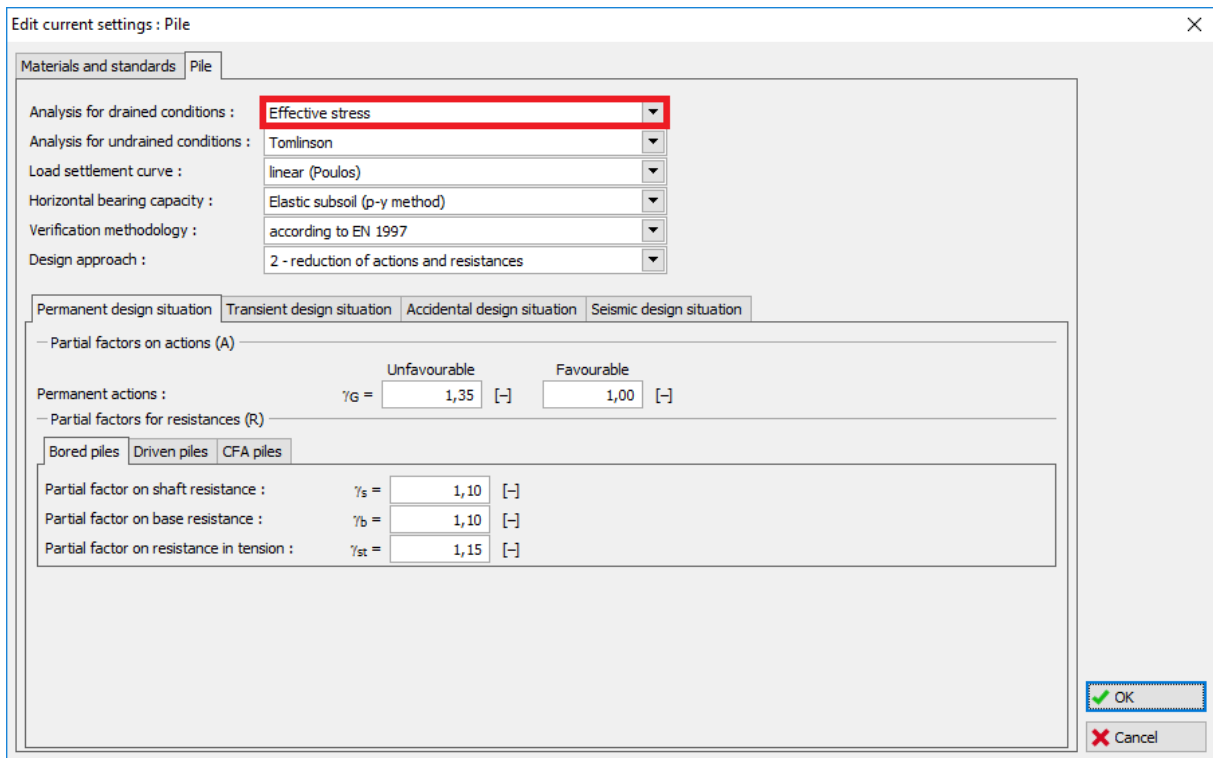 Edit current settings : Pile
Materials and standards Pile
Analysis for drained conditions : Effective stress
Analysis for undrained conditions : Tomlinson
Load settlement curve : linear (Poulos)
Horizontal bearing capacity : Elastic subsoil (p-y method)
Verification methodology : according to EN 1997
Design approach : 2 - reduction of actions and resistances
Permanent design situation Transient design situation Accidental design situation Seismic design situation
Partial factors on actions (A)
Unfavourable Favourable
Permanent actions : γG = 1,35 [–] 1,00 [–]
Partial factors for resistances (R)
Bored piles Driven piles CFA piles
Partial factor on shaft resistance : γs = 1,10 [–]
Partial factor on base resistance : γb = 1,10 [–]
Partial factor on resistance in tension : γst = 1,15 [–]
OK
Cancel